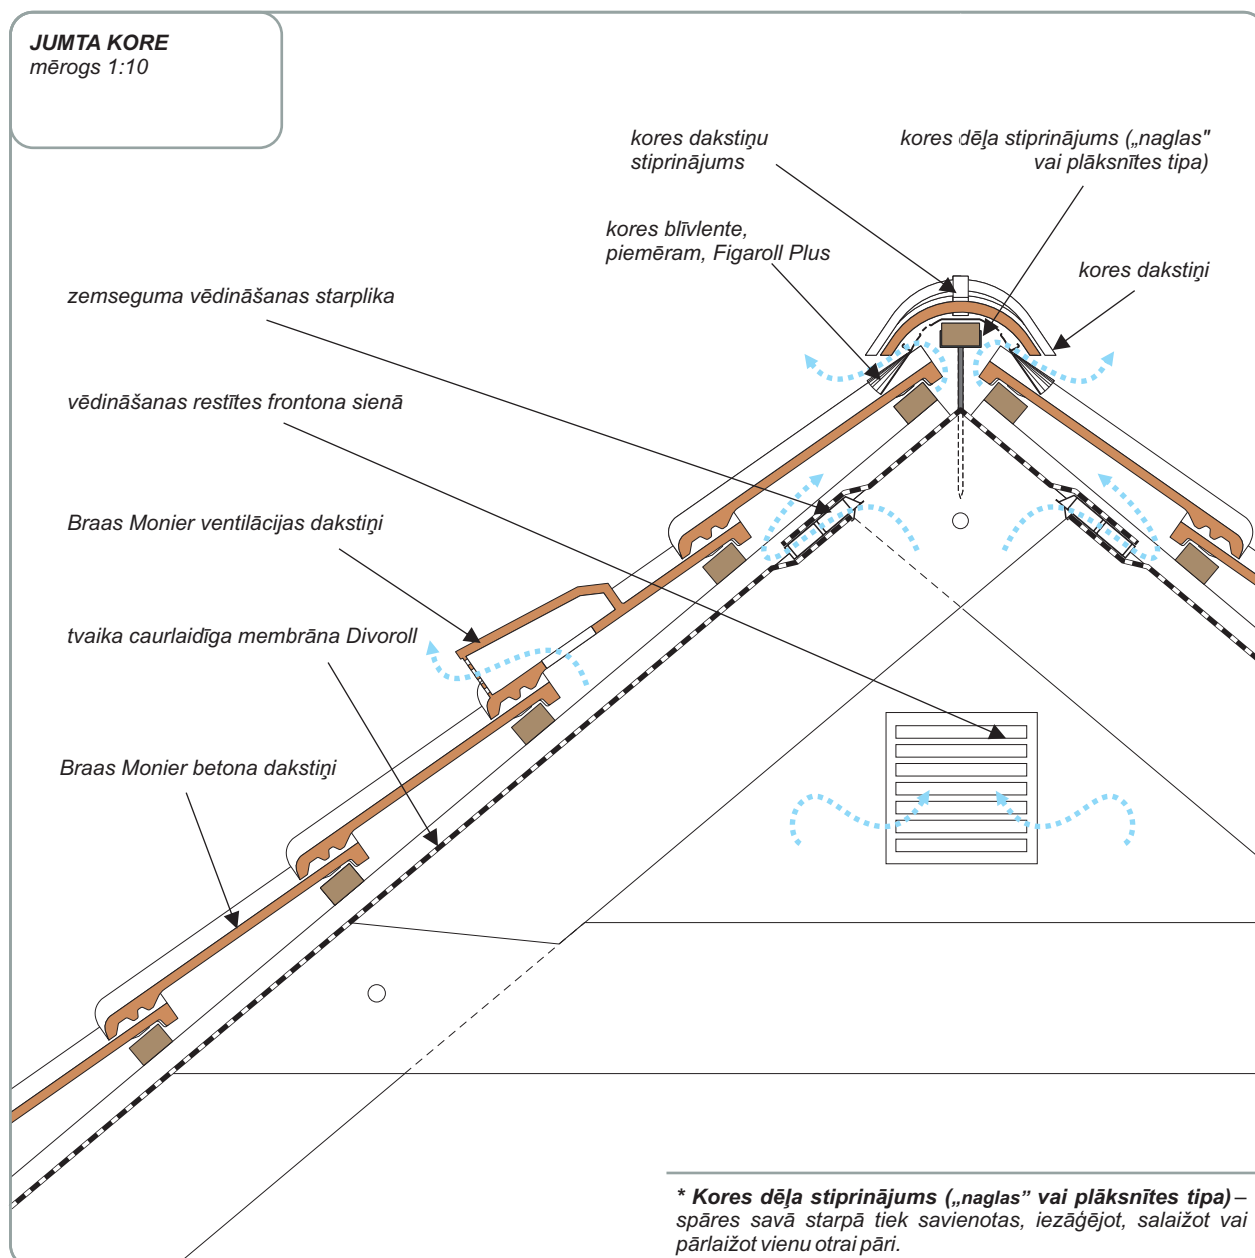 JUMTA KORE
mērogs 1:10
kores dakstiņu
stiprinājums
kores dēļa stiprinājums („naglas"
vai plāksnītes tipa)
kores blīvlente,
piemēram, Figaroll Plus
kores dakstiņi
zemseguma vēdināšanas starplika
vēdināšanas restītes frontona sienā
Braas Monier ventilācijas dakstiņi
tvaika caurlaidīga membrāna Divoroll
Braas Monier betona dakstiņi
* Kores dēļa stiprinājums („naglas” vai plāksnītes tipa) –
spāres savā starpā tiek savienotas, iezāģējot, salaižot vai
pārlaižot vienu otrai pāri.